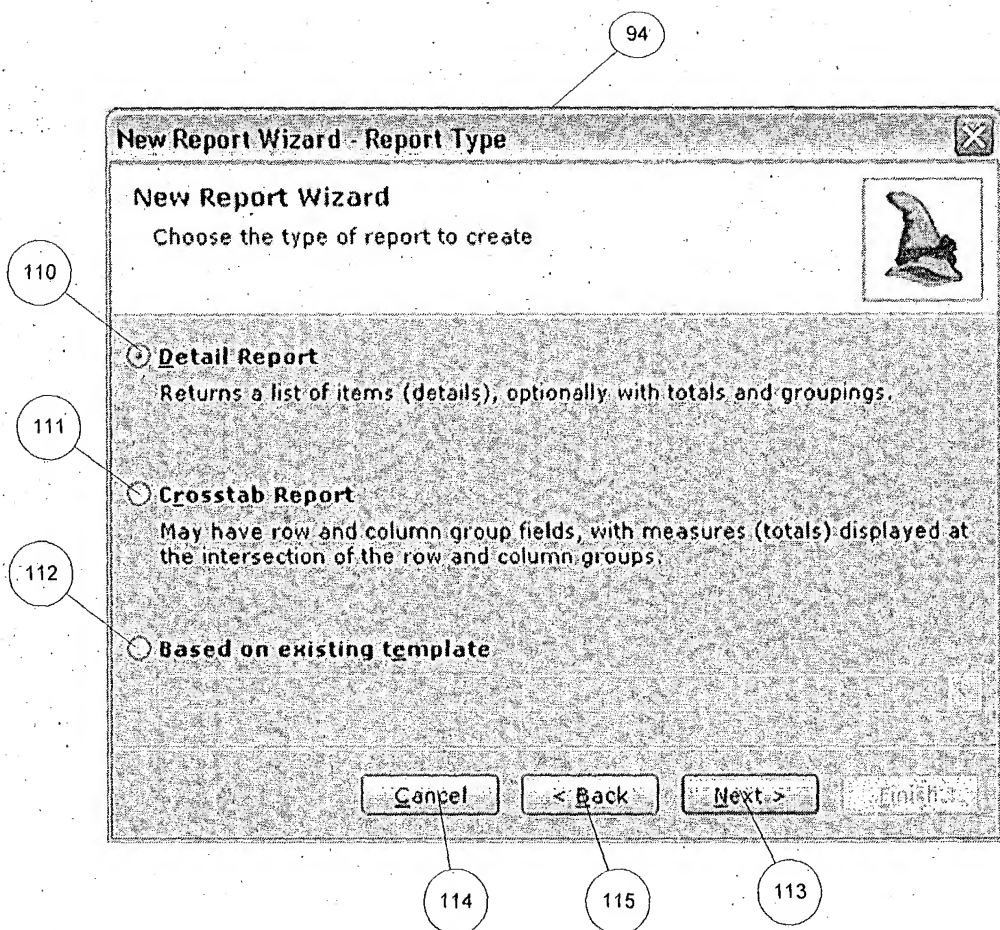 94
New Report Wizard - Report Type
New Report Wizard
Choose the type of report to create
110
Detail Report
Returns a list of items (details), optionally with totals and groupings.
111
Crosstab Report
May have row and column group fields, with measures (totals) displayed at
the intersection of the row and column groups.
112
Based on existing template
Cancel
< Back
Next >
Finish
114
115
113